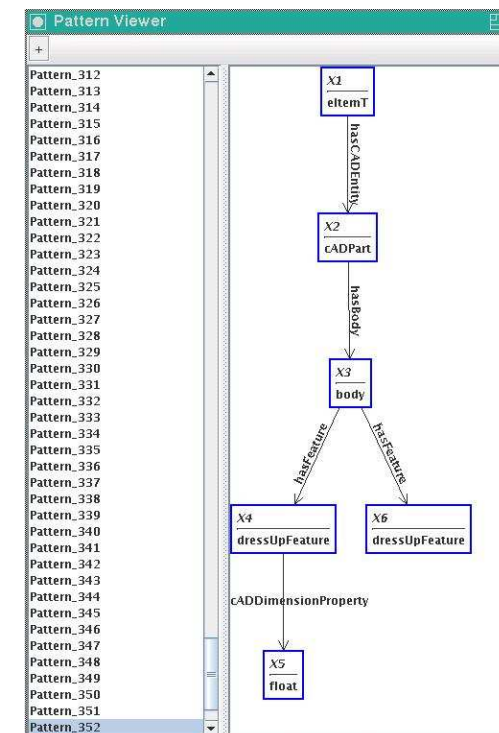 Pattern Viewer
+
Pattern_312
Pattern_313
Pattern_314
Pattern_315
Pattern_316
Pattern_317
Pattern_318
Pattern_319
Pattern_320
Pattern_321
Pattern_322
Pattern_323
Pattern_324
Pattern_325
Pattern_326
Pattern_327
Pattern_328
Pattern_329
Pattern_330
Pattern_331
Pattern_332
Pattern_333
Pattern_334
Pattern_335
Pattern_336
Pattern_337
Pattern_338
Pattern_339
Pattern_340
Pattern_341
Pattern_342
Pattern_343
Pattern_344
Pattern_345
Pattern_346
Pattern_347
Pattern_348
Pattern_349
Pattern_350
Pattern_351
Pattern_352
X1
eItemT
hasCADEntity
X2
cADPart
hasBody
X3
body
hasFeature
hasFeature
X4
dressUpFeature
X6
dressUpFeature
cADDimensionProperty
X5
float